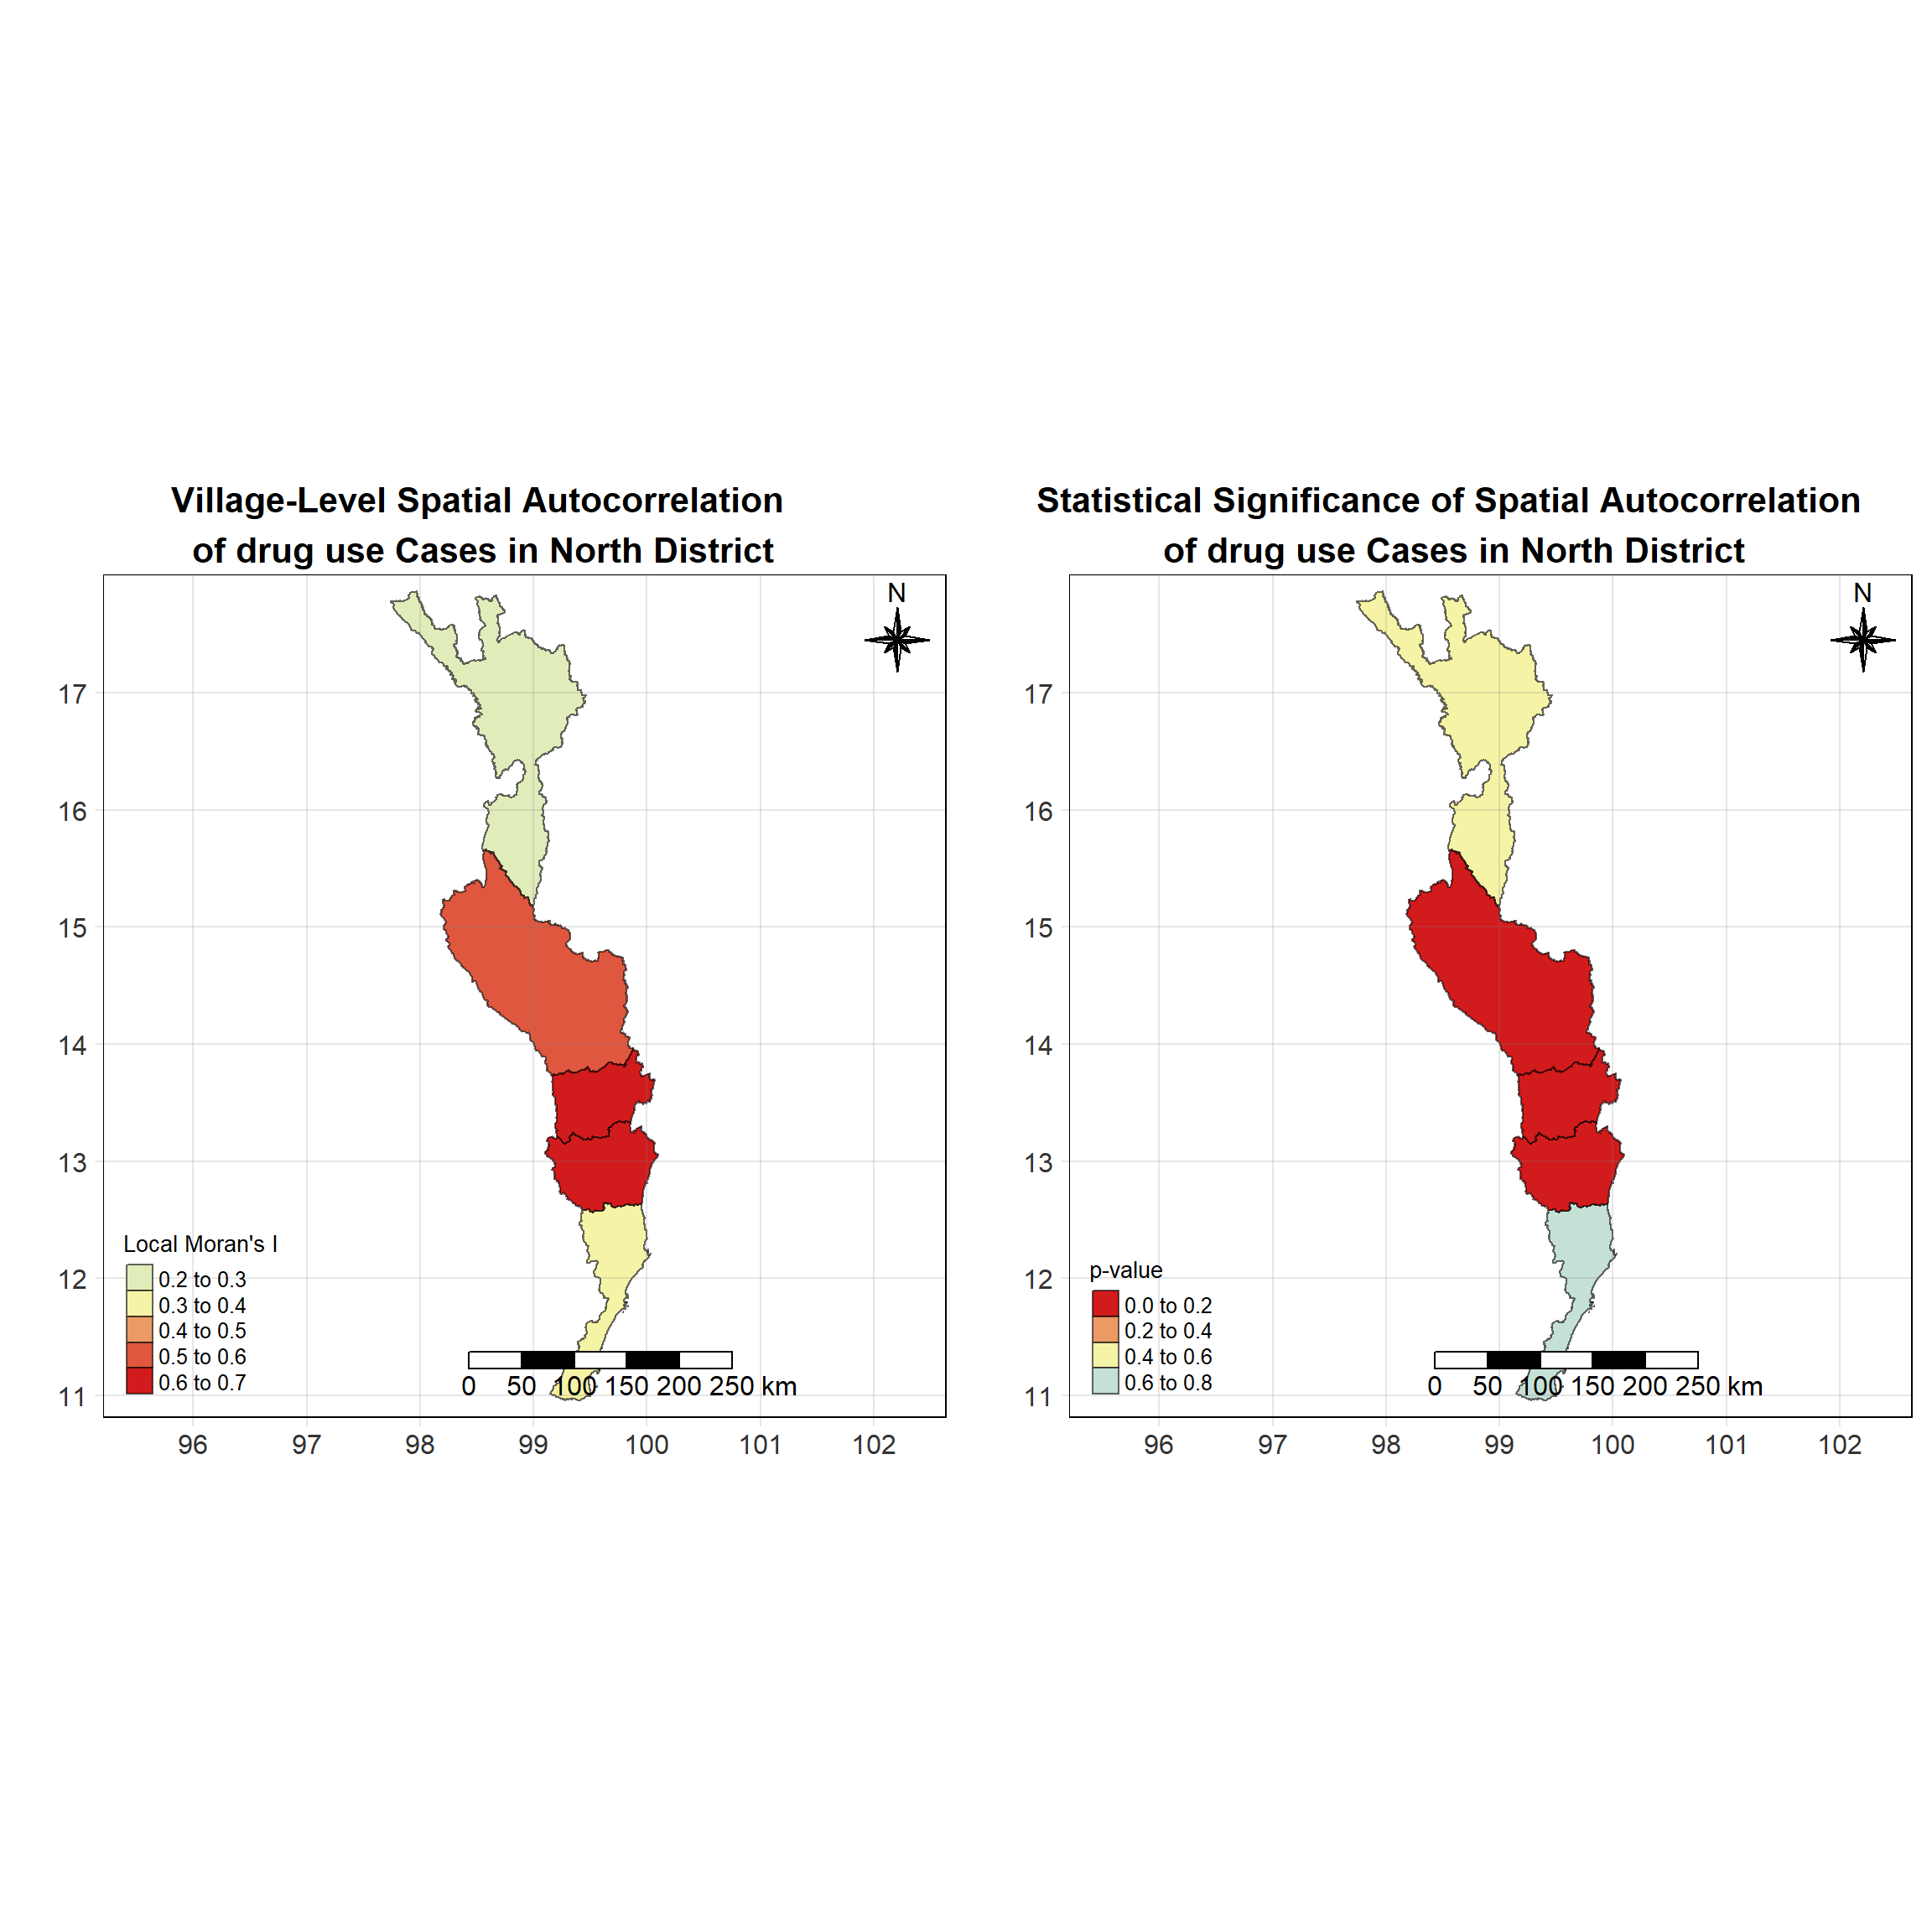 Village-Level Spatial Autocorrelation
of drug use Cases in North District
N
17
16
15
14
13
12
11
Local Moran's I
0.2 to 0.3
0.3 to 0.4
0.4 to 0.5
0.5 to 0.6
0.6 to 0.7
0 50 100 150 200 250 km
96 97 98 99 100 101 102
Statistical Significance of Spatial Autocorrelation
of drug use Cases in North District
N
17
16
15
14
13
12
11
p-value
0.0 to 0.2
0.2 to 0.4
0.4 to 0.6
0.6 to 0.8
0 50 100 150 200 250 km
96 97 98 99 100 101 102